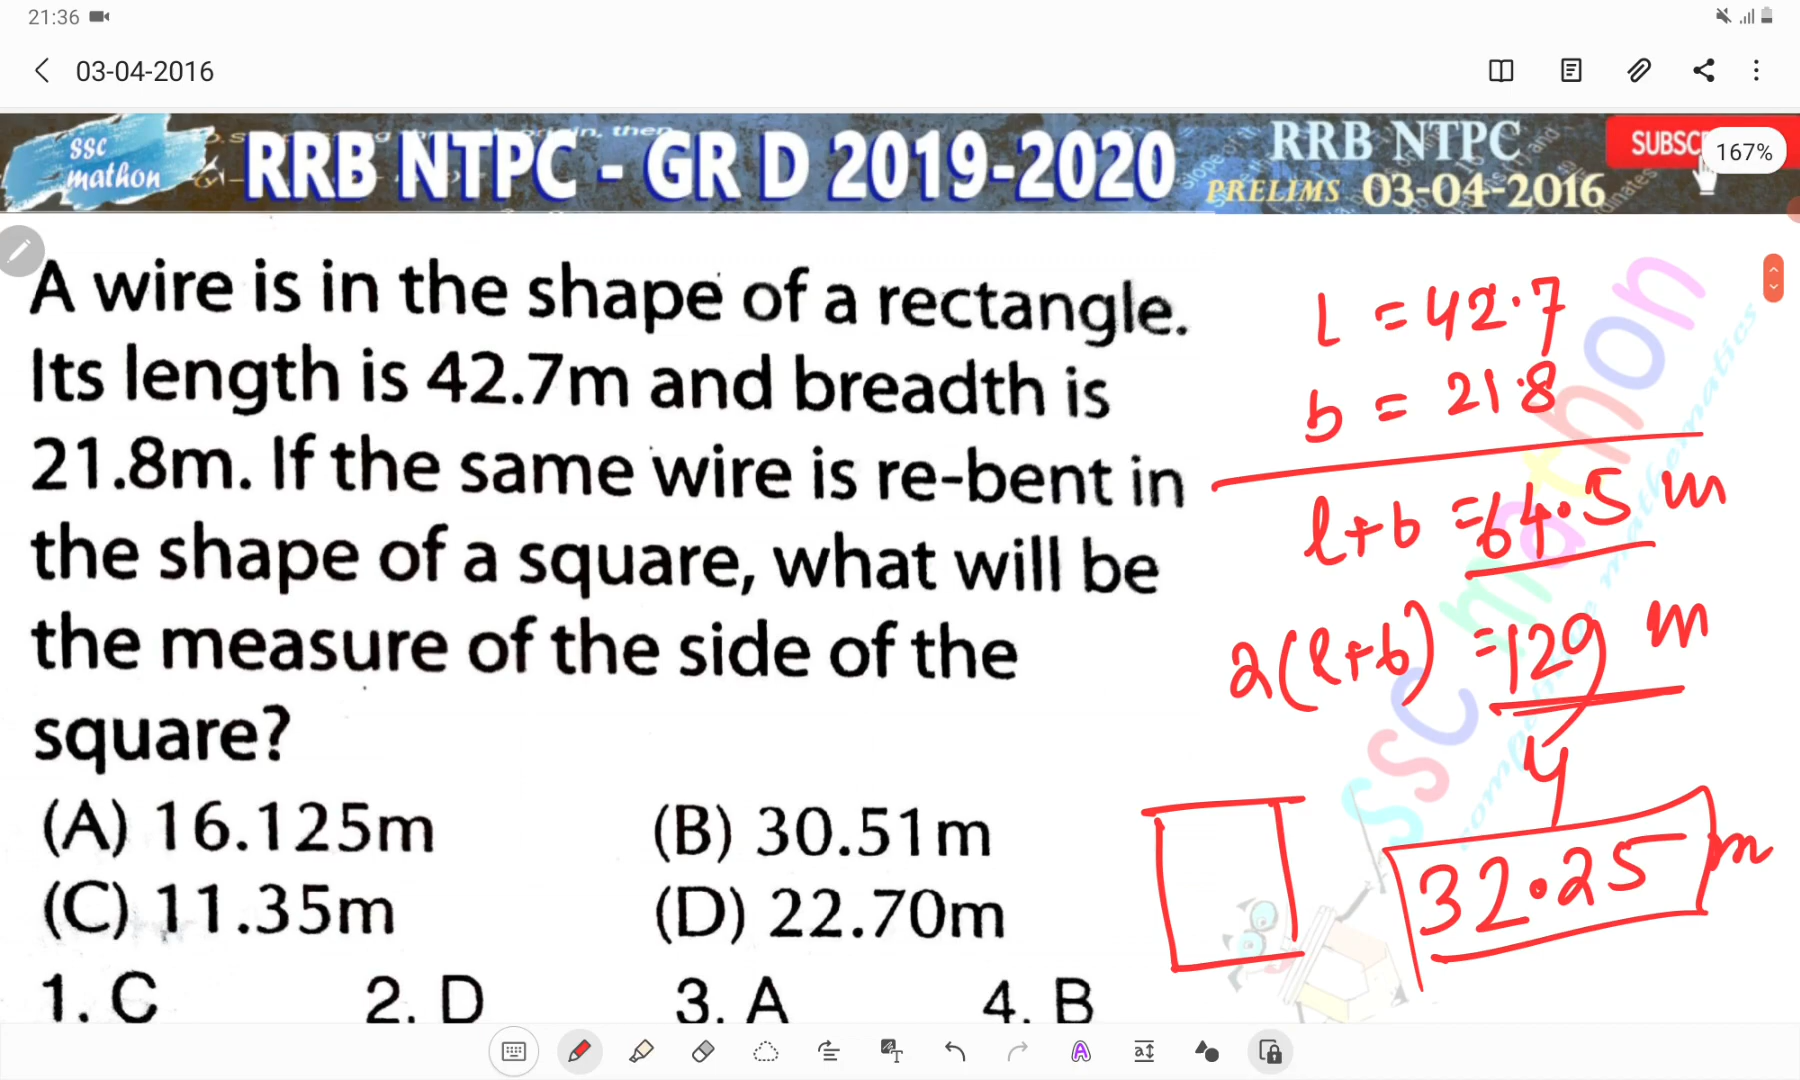 21:36
03-04-2016
ssc
mathon
RRB NTPC - GR D 2019-2020
RRB NTPC
PRELIMS 03-04-2016
SUBSC
167%
A wire is in the shape of a rectangle.
Its length is 42.7m and breadth is
21.8m. If the same wire is re-bent in
the shape of a square, what will be
the measure of the side of the
square?
(A) 16.125m (B) 30.51m
(C) 11.35m (D) 22.70m
1. C 2. D 3. A 4. B
l = 42.7
b = 21.8
l+b = 64.5 m
2(l+b) = 129 m
4
32.25 m
ssc mathon